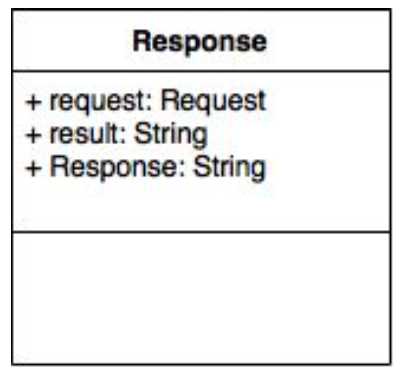 Response
+ request: Request
+ result: String
+ Response: String